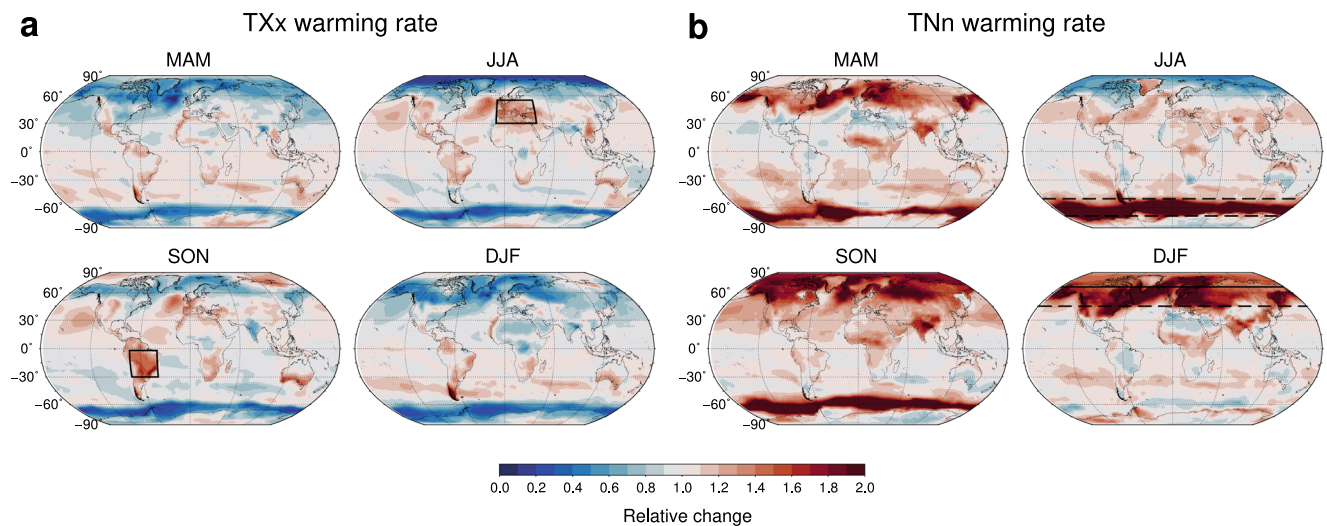 a TXx warming rate b TNn warming rate
MAM JJA MAM JJA
90° 90°
60° 60°
30° 30°
0° 0°
−30° −30°
−60° −60°
−90 −90
SON DJF SON DJF
90° 90°
60° 60°
30° 30°
0° 0°
−30° −30°
−60° −60°
−90° −90°
0.0 0.2 0.4 0.6 0.8 1.0 1.2 1.4 1.6 1.8 2.0
Relative change